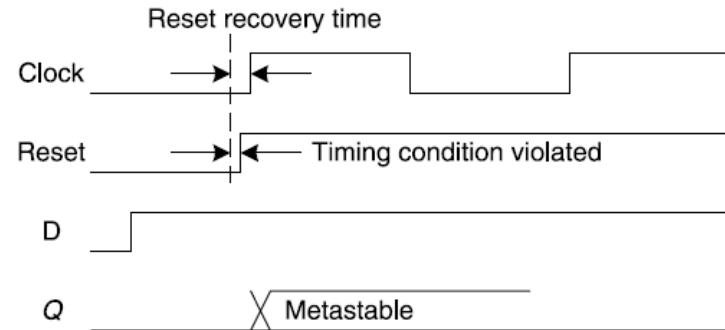 Reset recovery time
Clock
Reset
Timing condition violated
D
Q
Metastable